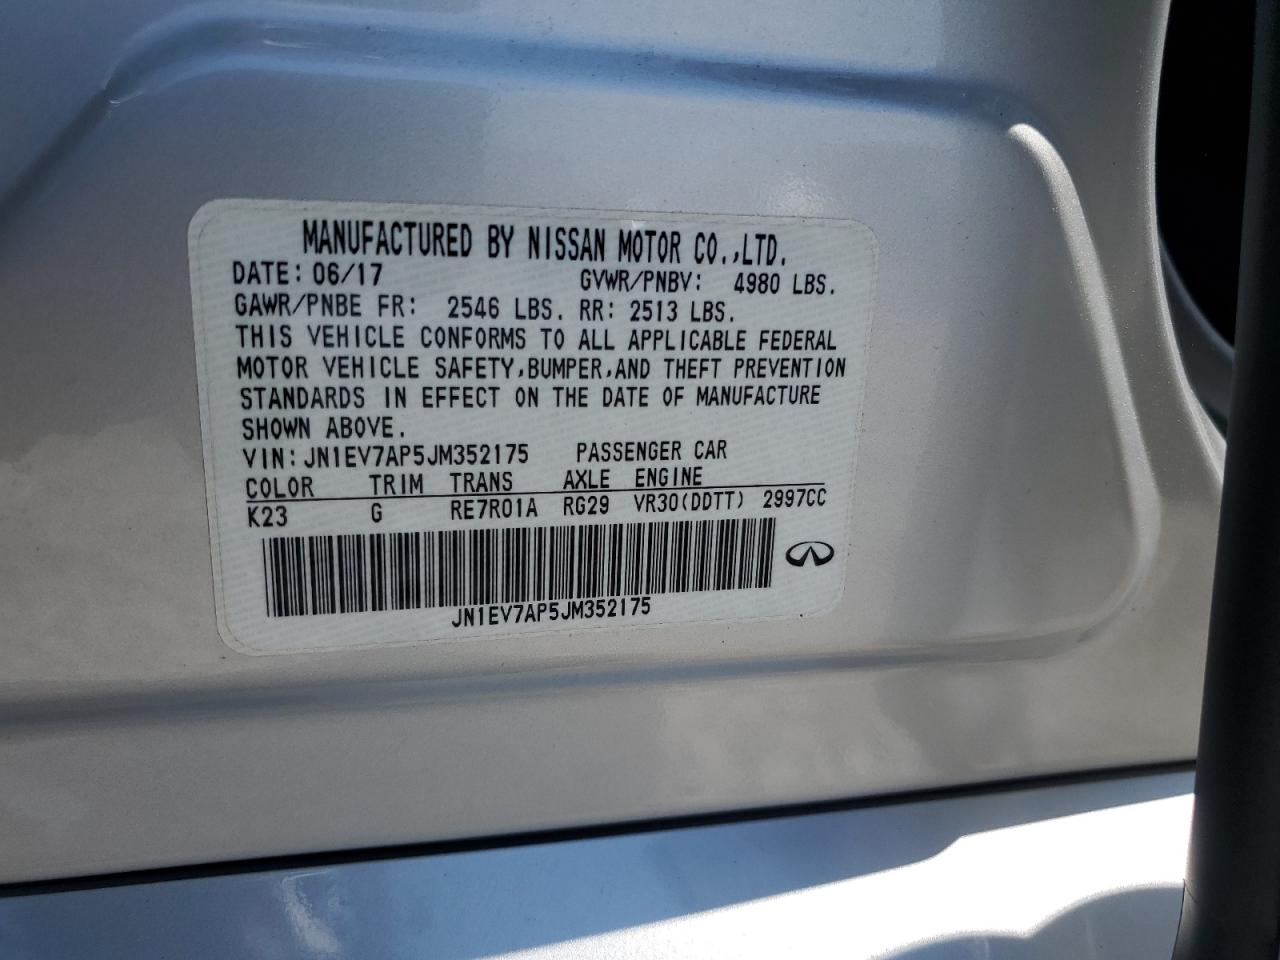 MANUFACTURED BY NISSAN MOTOR CO.,LTD.
DATE: 06/17 GVWR/PNBV: 4980 LBS.
GAWR/PNBE FR: 2546 LBS. RR: 2513 LBS.
THIS VEHICLE CONFORMS TO ALL APPLICABLE FEDERAL
MOTOR VEHICLE SAFETY,BUMPER,AND THEFT PREVENTION
STANDARDS IN EFFECT ON THE DATE OF MANUFACTURE
SHOWN ABOVE.
VIN:JN1EV7AP5JM352175 PASSENGER CAR
COLOR TRIM TRANS AXLE ENGINE
K23 G RE7R01A RG29 VR30(DDTT) 2997CC
JN1EV7AP5JM352175